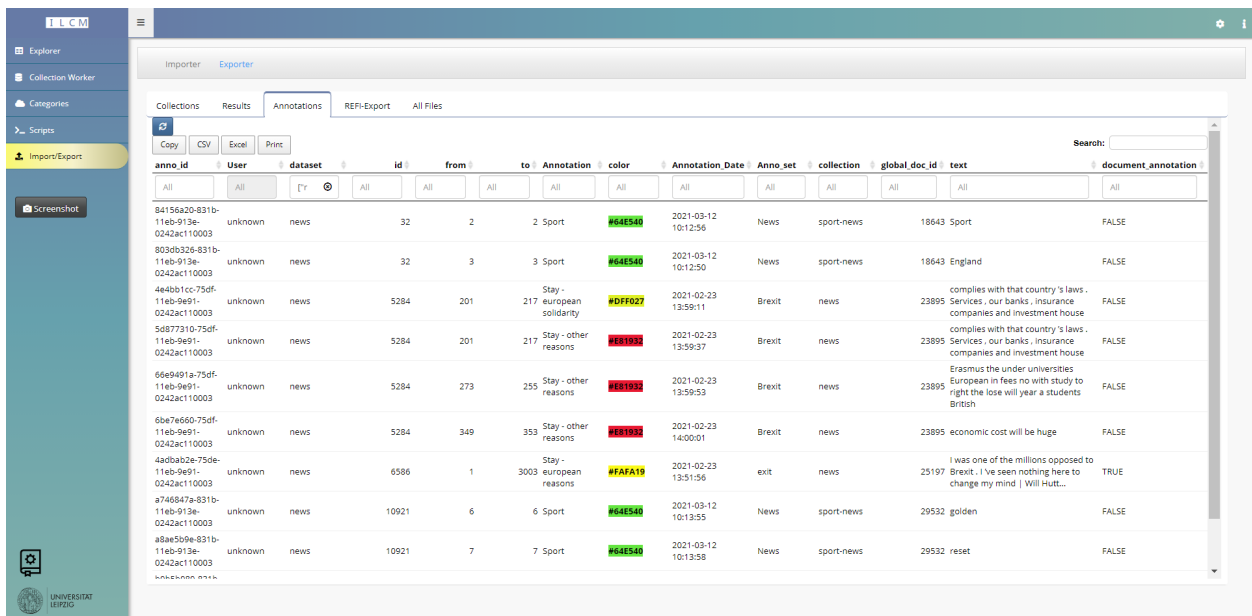 ILCM
Explorer
Collection Worker
Categories
Scripts
Import/Export
Screenshot
UNIVERSITÄT
LEIPZIG
Importer Exporter
Collections Results Annotations REFI-Export All Files
Copy CSV Excel Print Search:
anno_id User dataset id from to Annotation color Annotation_Date Anno_set collection global_doc_id text document_annotation
All All ["r All All All All All All All All All All All
84156a20-831b-
11eb-913e-
0242ac110003 unknown news 32 2 2 Sport #64E540 2021-03-12
10:12:56 News sport-news 18643 Sport FALSE
803db326-831b-
11eb-913e-
0242ac110003 unknown news 32 3 3 Sport #64E540 2021-03-12
10:12:50 News sport-news 18643 England FALSE
4e4bb1cc-75df-
11eb-9e91-
0242ac110003 unknown news 5284 201 217 Stay -
european
solidarity #DFF027 2021-02-23
13:59:11 Brexit news 23895 complies with that country 's laws .
Services , our banks , insurance
companies and investment house FALSE
5d877310-75df-
11eb-9e91-
0242ac110003 unknown news 5284 201 217 Stay - other
reasons #E81932 2021-02-23
13:59:37 Brexit news 23895 complies with that country 's laws .
Services , our banks , insurance
companies and investment house FALSE
66e9491a-75df-
11eb-9e91-
0242ac110003 unknown news 5284 273 255 Stay - other
reasons #E81932 2021-02-23
13:59:53 Brexit news 23895 Erasmus the under universities
European in fees no with study to
right the lose will year a students
British FALSE
6be7e660-75df-
11eb-9e91-
0242ac110003 unknown news 5284 349 353 Stay - other
reasons #E81932 2021-02-23
14:00:01 Brexit news 23895 economic cost will be huge FALSE
4adbab2e-75de-
11eb-9e91-
0242ac110003 unknown news 6586 1 3003 Stay -
european
reasons #FAFA19 2021-02-23
13:51:56 exit news 25197 I was one of the millions opposed to
Brexit . I 've seen nothing here to
change my mind | Will Hutt... TRUE
a746847a-831b-
11eb-913e-
0242ac110003 unknown news 10921 6 6 Sport #64E540 2021-03-12
10:13:55 News sport-news 29532 golden FALSE
a8ae5b9e-831b-
11eb-913e-
0242ac110003 unknown news 10921 7 7 Sport #64E540 2021-03-12
10:13:58 News sport-news 29532 reset FALSE